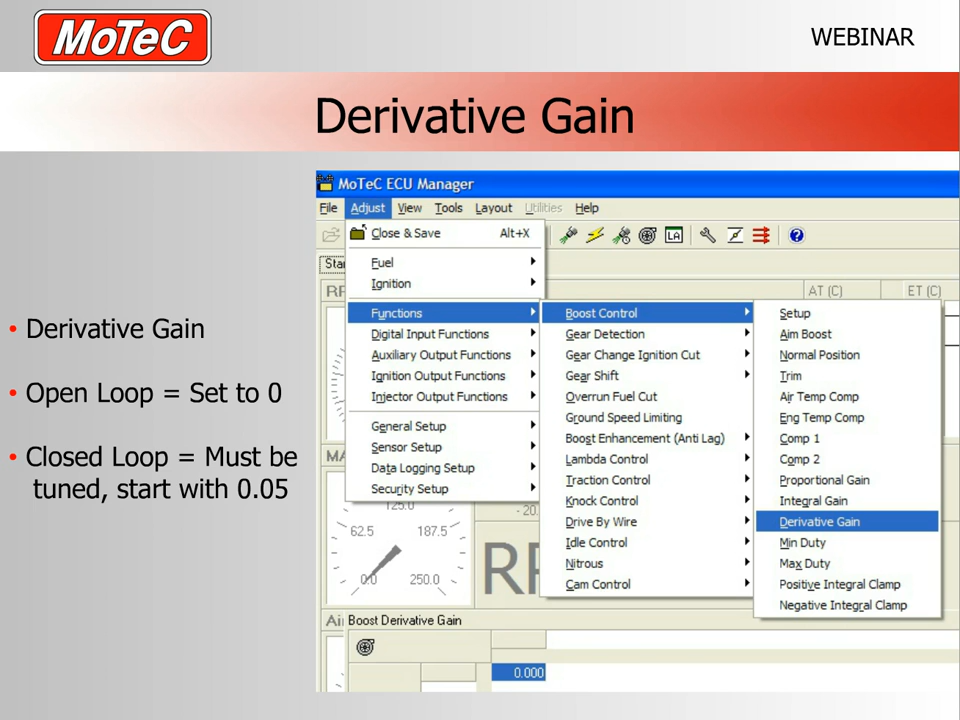 MoTeC
WEBINAR
Derivative Gain
• Derivative Gain
• Open Loop = Set to 0
• Closed Loop = Must be
tuned, start with 0.05
MoTeC ECU Manager
File Adjust View Tools Layout Utilities Help
Close & Save Alt+X
Fuel
Ignition
Functions
Digital Input Functions
Auxiliary Output Functions
Ignition Output Functions
Injector Output Functions
General Setup
Sensor Setup
Data Logging Setup
Security Setup
Boost Control
Gear Detection
Gear Change Ignition Cut
Gear Shift
Overrun Fuel Cut
Ground Speed Limiting
Boost Enhancement (Anti Lag)
Lambda Control
Traction Control
Knock Control
Drive By Wire
Idle Control
Nitrous
Cam Control
Setup
Aim Boost
Normal Position
Trim
Air Temp Comp
Eng Temp Comp
Comp 1
Comp 2
Proportional Gain
Integral Gain
Derivative Gain
Min Duty
Max Duty
Positive Integral Clamp
Negative Integral Clamp
LA
AT (C) ET (C)
125.0
62.5 187.5
0.0 250.0
Boost Derivative Gain
0.000